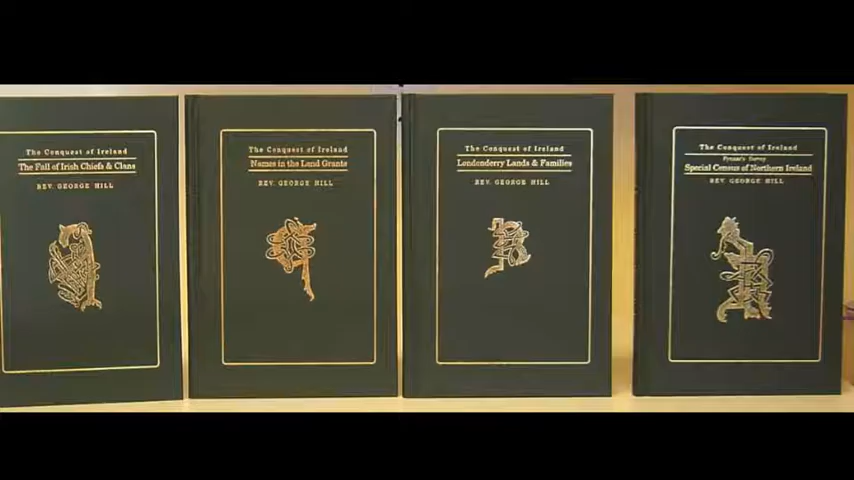 The Conquest of Ireland
The Fall of Irish Chiefs & Clans
REV. GEORGE HILL
The Conquest of Ireland
Names in the Land Grants
REV. GEORGE HILL
The Conquest of Ireland
Londonderry Lands & Families
REV. GEORGE HILL
The Conquest of Ireland
Pynnar's Survey
Special Census of Northern Ireland
REV. GEORGE HILL